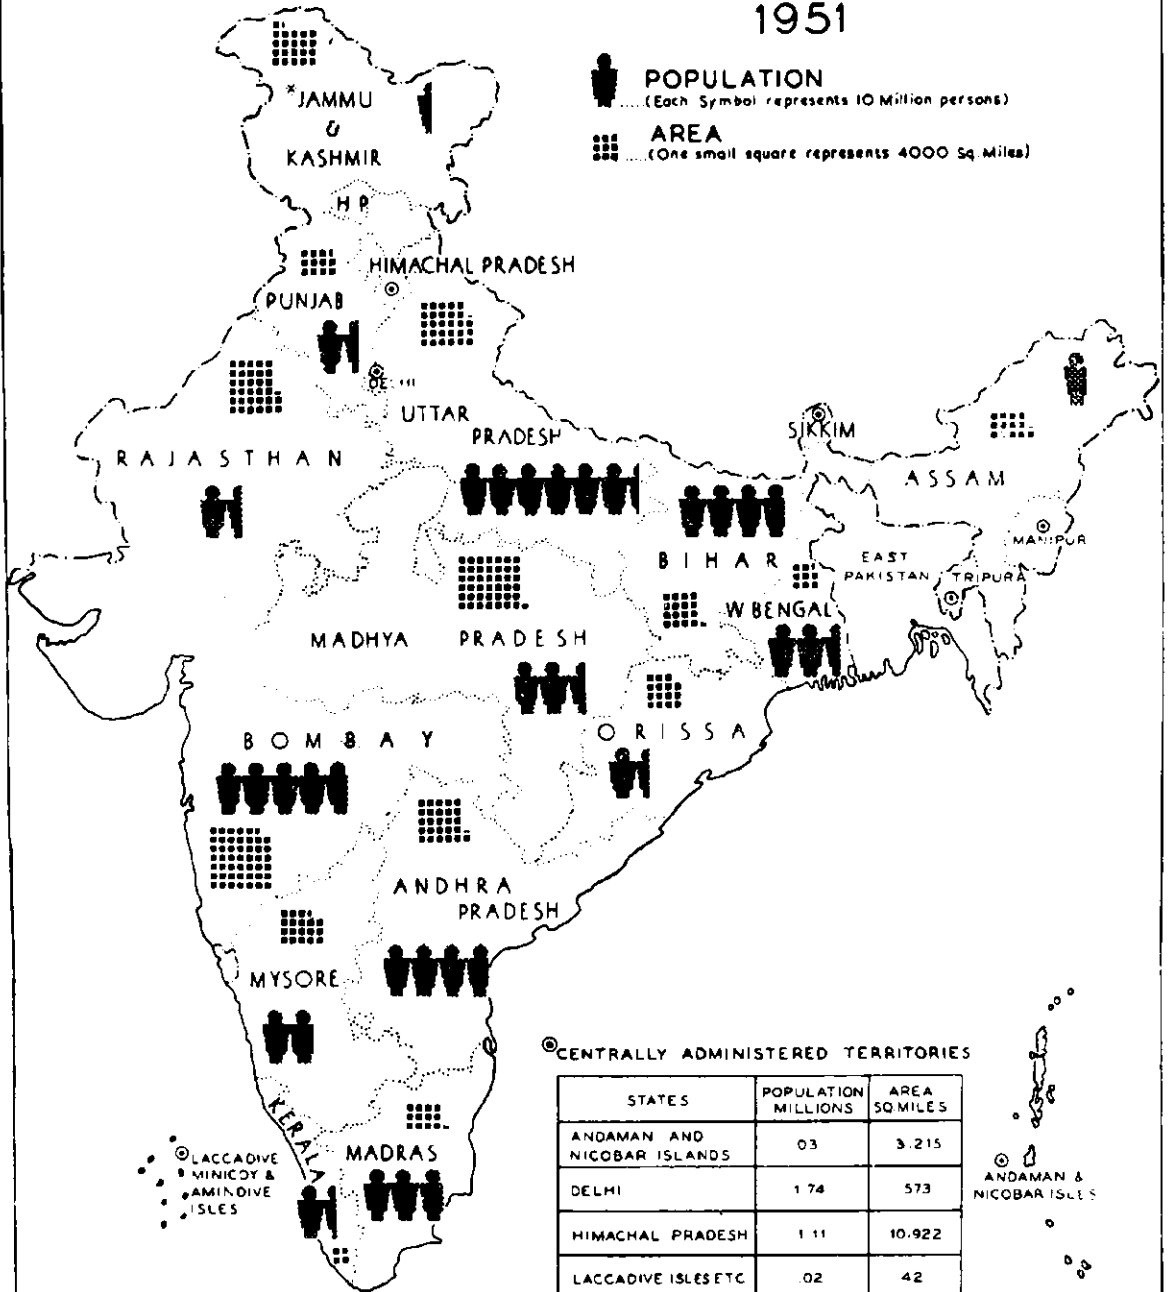 1951
POPULATION
....(Each Symbol represents 10 Million persons)
AREA
....(One small square represents 4000 Sq. Miles)
*JAMMU
&
KASHMIR
H P
HIMACHAL PRADESH
PUNJAB
UTTAR
PRADESH
SIKKIM
RAJASTHAN
ASSAM
MANIPUR
BIHAR
EAST
PAKISTAN
TRIPURA
W BENGAL
MADHYA PRADESH
ORISSA
BOMBAY
ANDHRA
PRADESH
MYSORE
KERALA
MADRAS
LACCADIVE
MINICOY &
AMINDIVE
ISLES
CENTRALLY ADMINISTERED TERRITORIES
STATES POPULATION MILLIONS AREA SQ.MILES
ANDAMAN AND NICOBAR ISLANDS 03 3.215
DELHI 1 74 573
HIMACHAL PRADESH 1 11 10.922
LACCADIVE ISLES ETC .02 42
ANDAMAN &
NICOBAR ISLES